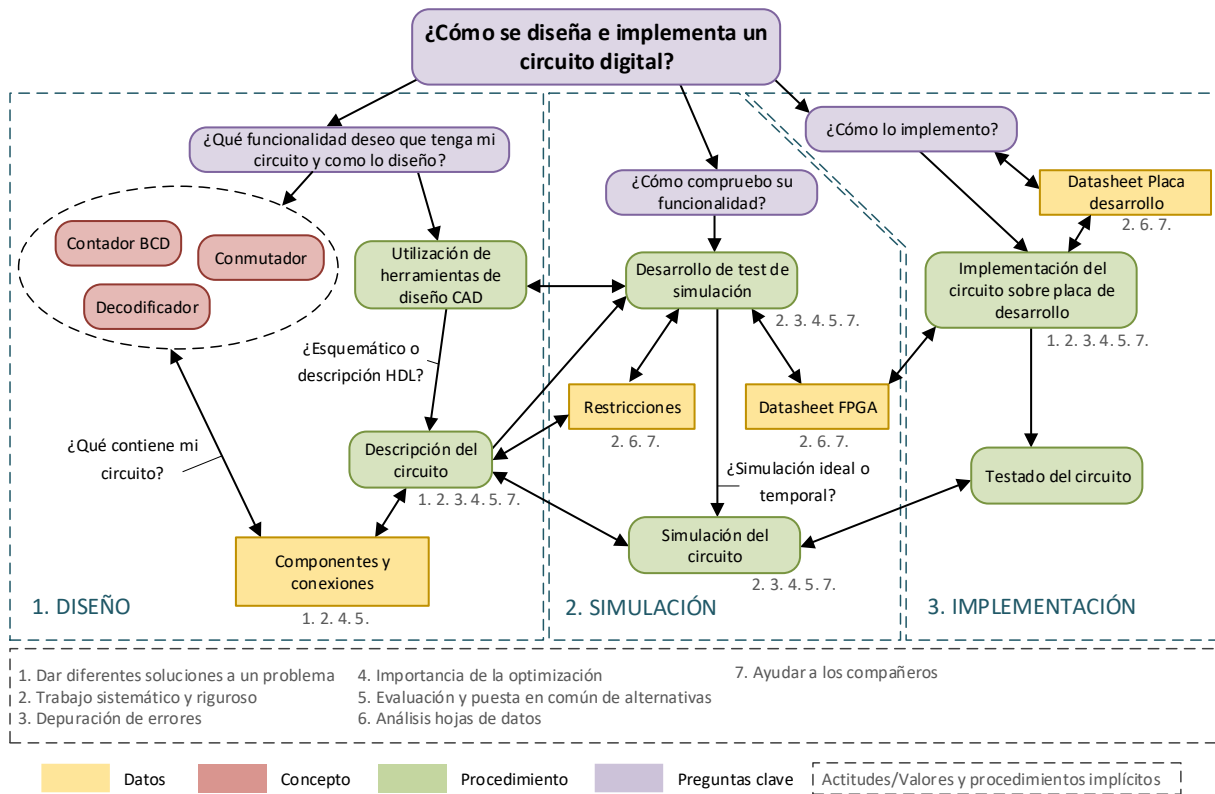 ¿Cómo se diseña e implementa un
circuito digital?
¿Qué funcionalidad deseo que tenga mi
circuito y como lo diseño?
¿Cómo lo implemento?
¿Cómo compruebo su
funcionalidad?
Datasheet Placa
desarrollo
2. 6. 7.
Contador BCD
Conmutador
Decodificador
Utilización de
herramientas de
diseño CAD
Desarrollo de test de
simulación
2. 3. 4. 5. 7.
Implementación del
circuito sobre placa de
desarrollo
1. 2. 3. 4. 5. 7.
¿Esquemático o
descripción HDL?
Restricciones
2. 6. 7.
Datasheet FPGA
2. 6. 7.
¿Qué contiene mi
circuito?
Descripción del
circuito
1. 2. 3. 4. 5. 7.
¿Simulación ideal o
temporal?
Testado del circuito
Simulación del
circuito
2. 3. 4. 5. 7.
Componentes y
conexiones
1. 2. 4. 5.
1. DISEÑO
2. SIMULACIÓN
3. IMPLEMENTACIÓN
1. Dar diferentes soluciones a un problema
2. Trabajo sistemático y riguroso
3. Depuración de errores
4. Importancia de la optimización
5. Evaluación y puesta en común de alternativas
6. Análisis hojas de datos
7. Ayudar a los compañeros
Datos
Concepto
Procedimiento
Preguntas clave
Actitudes/Valores y procedimientos implícitos